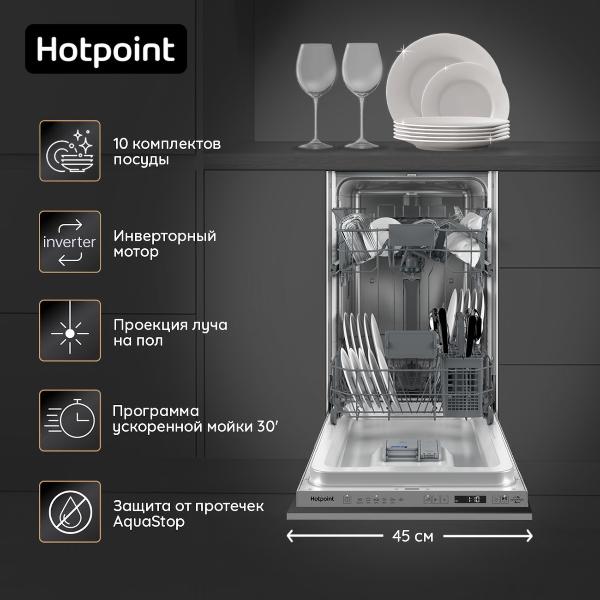 Hotpoint
10 комплектов
посуды
inverter
Инверторный
мотор
Проекция луча
на пол
Программа
ускоренной мойки 30'
Защита от протечек
AquaStop
Hotpoint
45 см